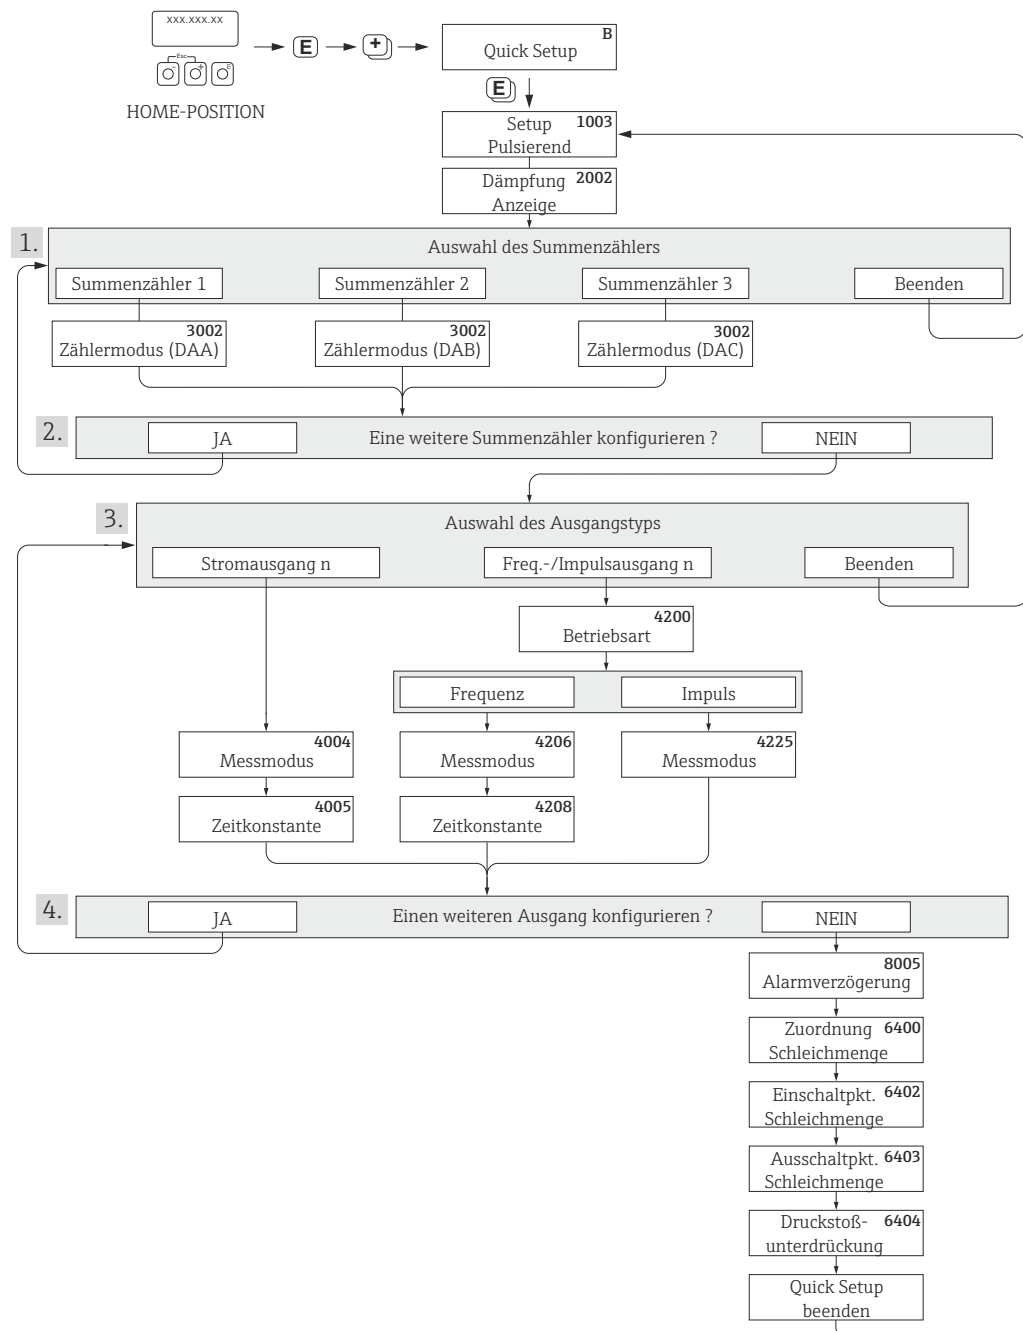 xxx.xxx.xx
Esc
- + E
HOME-POSITION
E
+
B
Quick Setup
E
Setup 1003
Pulsierend
Dämpfung 2002
Anzeige
1.
Auswahl des Summenzählers
Summenzähler 1
Summenzähler 2
Summenzähler 3
Beenden
3002
Zählermodus (DAA)
3002
Zählermodus (DAB)
3002
Zählermodus (DAC)
2.
JA
Eine weitere Summenzähler konfigurieren ?
NEIN
3.
Auswahl des Ausgangstyps
Stromausgang n
Freq.-/Impulsausgang n
Beenden
4200
Betriebsart
Frequenz
Impuls
4004
Messmodus
4206
Messmodus
4225
Messmodus
4005
Zeitkonstante
4208
Zeitkonstante
4.
JA
Einen weiteren Ausgang konfigurieren ?
NEIN
8005
Alarmverzögerung
Zuordnung 6400
Schleichmenge
Einschaltpkt. 6402
Schleichmenge
Ausschaltpkt. 6403
Schleichmenge
Druckstoß- 6404
unterdrückung
Quick Setup
beenden